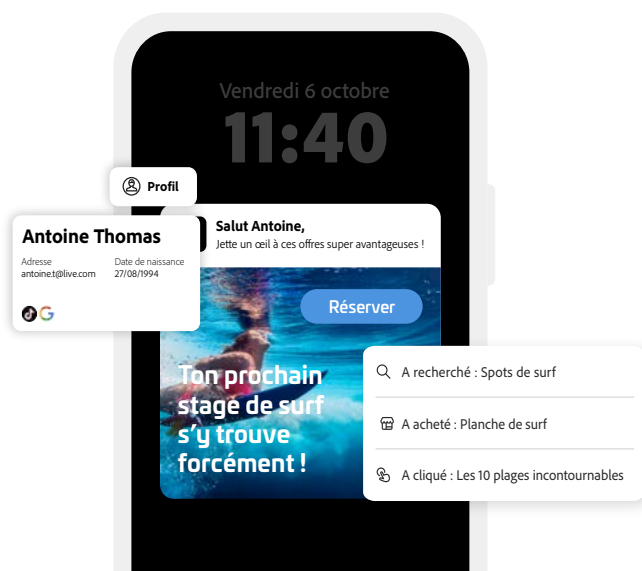 Vendredi 6 octobre
11:40
Profil
Antoine Thomas
Adresse
antoine.t@live.com
Date de naissance
27/08/1994
Salut Antoine,
Jette un œil à ces offres super avantageuses !
Réserver
Ton prochain
stage de surf
s’y trouve
forcément !
A recherché : Spots de surf
A acheté : Planche de surf
A cliqué : Les 10 plages incontournables